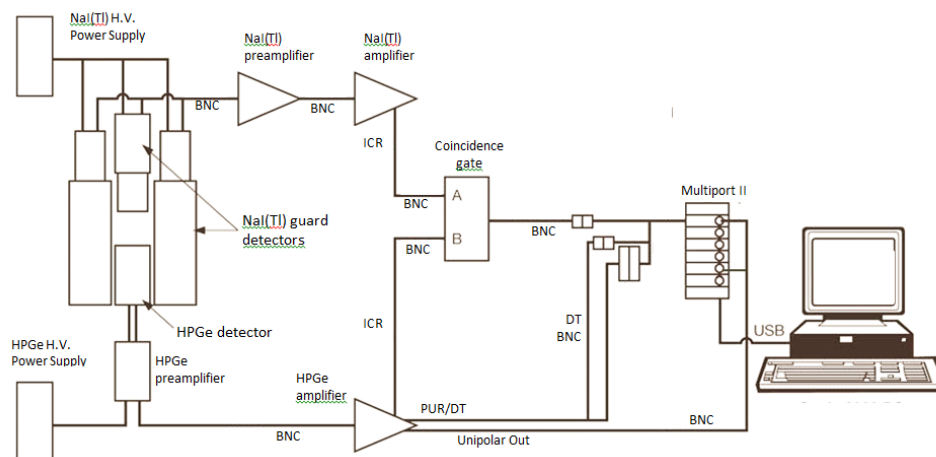 NaI(Tl) H.V.
Power Supply
NaI(Tl)
preamplifier
NaI(Tl)
amplifier
BNC
BNC
ICR
Coincidence
gate
A
BNC
B
BNC
BNC
Multiport II
NaI(Tl) guard
detectors
HPGe detector
ICR
DT
BNC
USB
HPGe H.V.
Power Supply
HPGe
preamplifier
HPGe
amplifier
BNC
PUR/DT
Unipolar Out
BNC